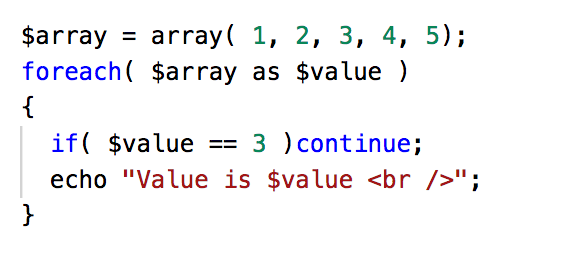 $array = array( 1, 2, 3, 4, 5);
foreach( $array as $value )
{
if( $value == 3 )continue;
echo "Value is $value <br />";
}